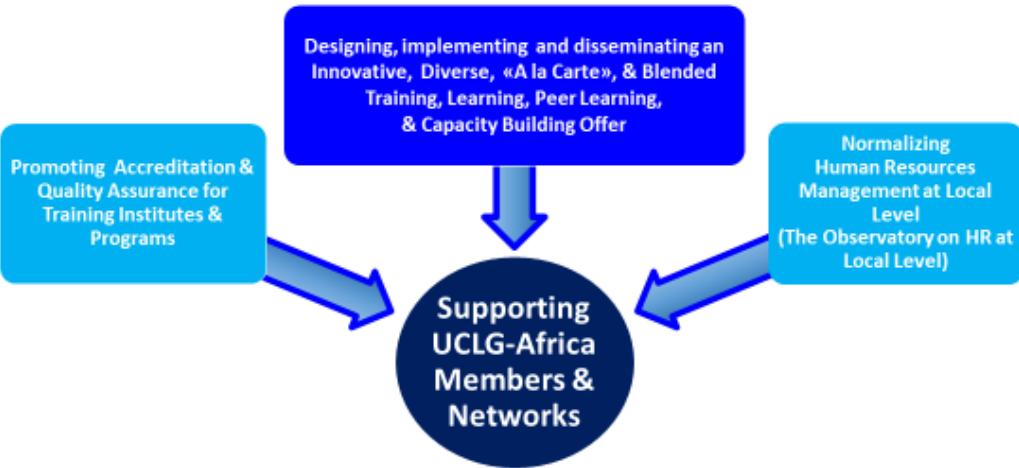 Designing, implementing and disseminating an
Innovative, Diverse, «A la Carte», & Blended
Training, Learning, Peer Learning,
& Capacity Building Offer
Promoting Accreditation &
Quality Assurance for
Training Institutes &
Programs
Normalizing
Human Resources
Management at Local
Level
(The Observatory on HR at
Local Level)
Supporting
UCLG-Africa
Members &
Networks